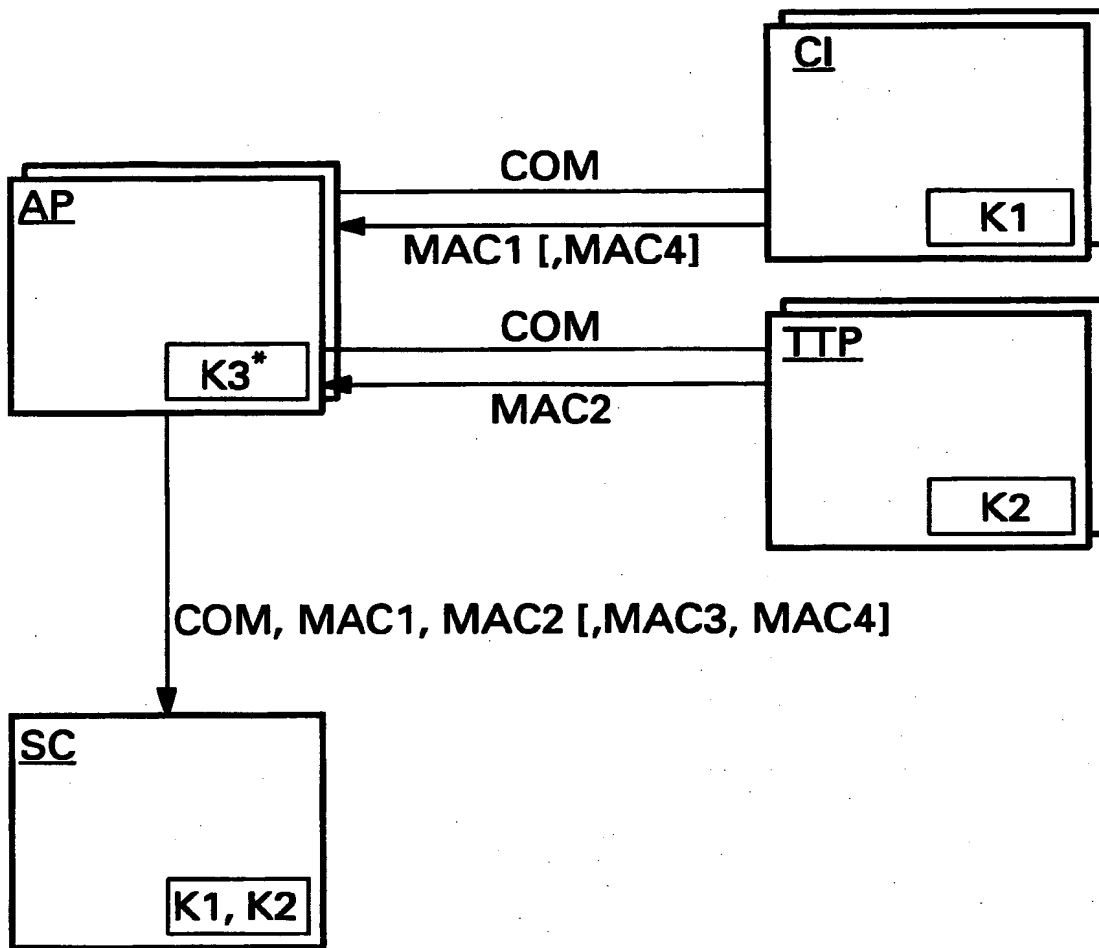 CI
K1
COM
MAC1 [,MAC4]
AP
K3*
COM
MAC2
TTP
K2
COM, MAC1, MAC2 [,MAC3, MAC4]
SC
K1, K2